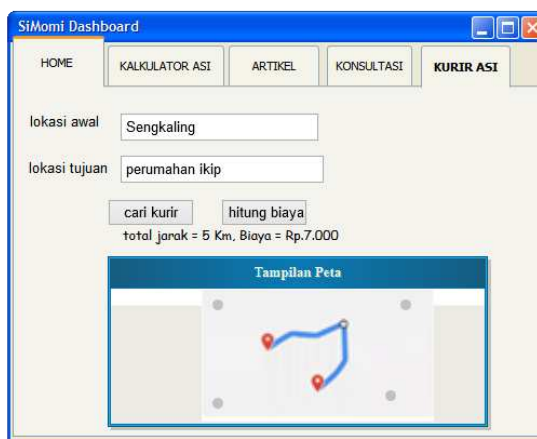 SiMomi Dashboard
HOME KALKULATOR ASI ARTIKEL KONSULTASI KURIR ASI
lokasi awal Sengkaling
lokasi tujuan perumahan ikip
cari kurir hitung biaya
total jarak = 5 Km, Biaya = Rp.7.000
Tampilan Peta